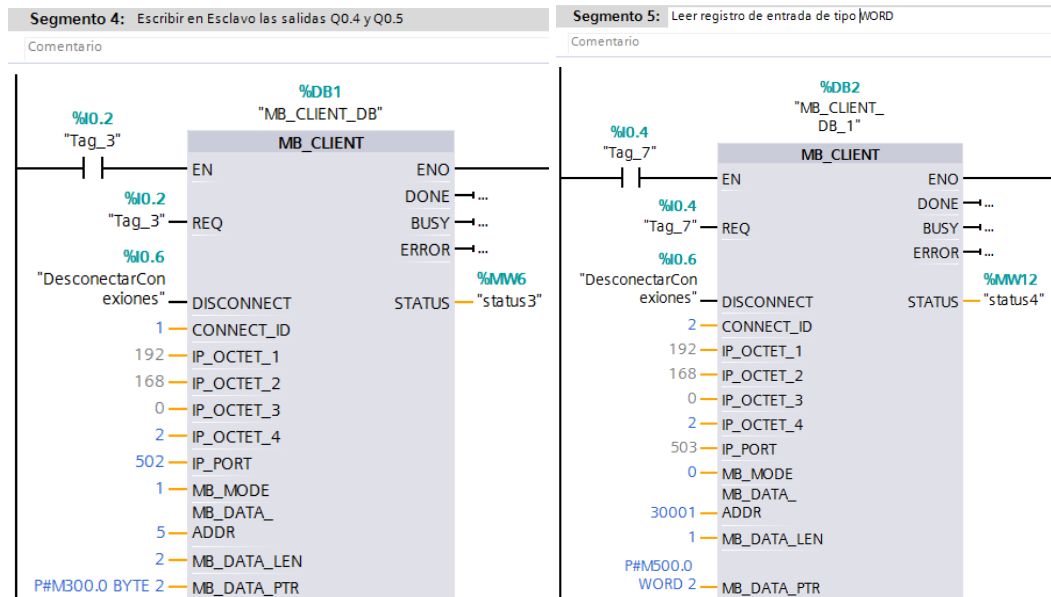 Segmento 4: Escribir en Esclavo las salidas Q0.4 y Q0.5
Comentario
%DB1
"MB_CLIENT_DB"
%I0.2
"Tag_3"
MB_CLIENT
EN
ENO
DONE
...
%I0.2
"Tag_3"
REQ
BUSY
...
ERROR
...
%I0.6
"DesconectarCon
exiones"
DISCONNECT
%MW6
STATUS
"status3"
1
CONNECT_ID
192
IP_OCTET_1
168
IP_OCTET_2
0
IP_OCTET_3
2
IP_OCTET_4
502
IP_PORT
1
MB_MODE
MB_DATA_
5
ADDR
2
MB_DATA_LEN
P#M300.0 BYTE 2
MB_DATA_PTR
Segmento 5: Leer registro de entrada de tipo WORD
Comentario
%DB2
"MB_CLIENT_
DB_1"
%I0.4
"Tag_7"
MB_CLIENT
EN
ENO
DONE
...
%I0.4
"Tag_7"
REQ
BUSY
...
ERROR
...
%I0.6
"DesconectarCon
exiones"
DISCONNECT
%MW12
STATUS
"status4"
2
CONNECT_ID
192
IP_OCTET_1
168
IP_OCTET_2
0
IP_OCTET_3
2
IP_OCTET_4
503
IP_PORT
0
MB_MODE
MB_DATA_
30001
ADDR
1
MB_DATA_LEN
P#M500.0
WORD 2
MB_DATA_PTR